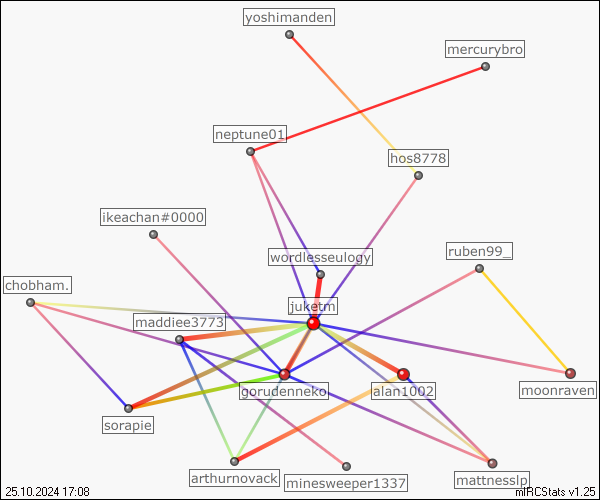 yoshimanden
mercurybro
neptune01
hos8778
ikeachan#0000
wordlesseulogy
ruben99_
chobham.
juketm
maddiee3773
gorudenneko
alan1002
moonraven
sorapie
arthurnovack
minesweeper1337
mattnesslp
25.10.2024 17:08
mIRCStats v1.25